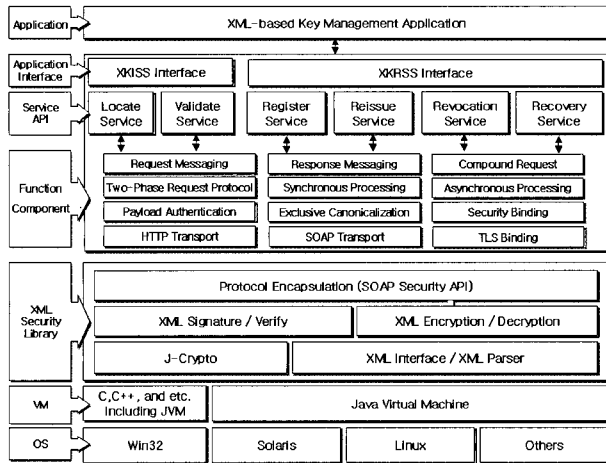 Application
XML-based Key Management Application
Application
Interface
XKISS Interface
XKRSS Interface
Service
API
Locate
Service
Validate
Service
Register
Service
Reissue
Service
Revocation
Service
Recovery
Service
Function
Component
Request Messaging
Response Messaging
Compound Request
Two-Phase Request Protocol
Synchronous Processing
Asynchronous Processing
Payload Authentication
Exclusive Canonicalization
Security Binding
HTTP Transport
SOAP Transport
TLS Binding
XML
Security
Library
Protocol Encapsulation (SOAP Security API)
XML Signature / Verify
XML Encryption / Decryption
J-Crypto
XML Interface / XML Parser
VM
C,C++, and etc.
Including JVM
Java Virtual Machine
OS
Win32
Solaris
Linux
Others